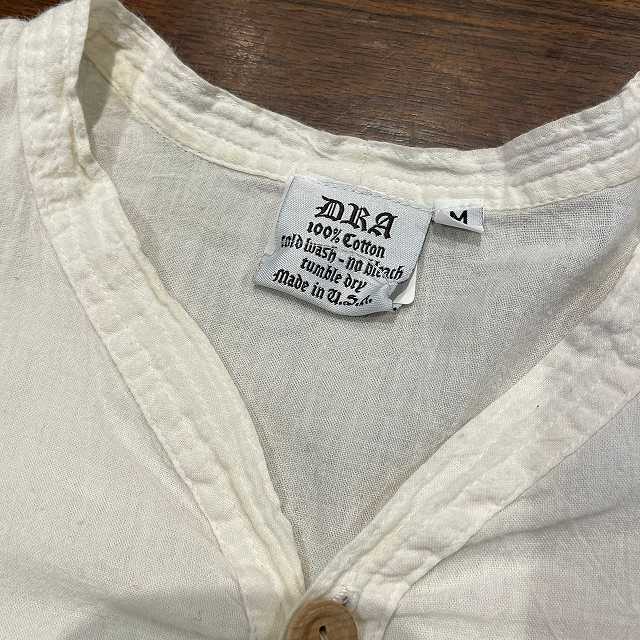 DRA
100% Cotton
cold wash - no bleach
tumble dry
Made in U.S.A.
M